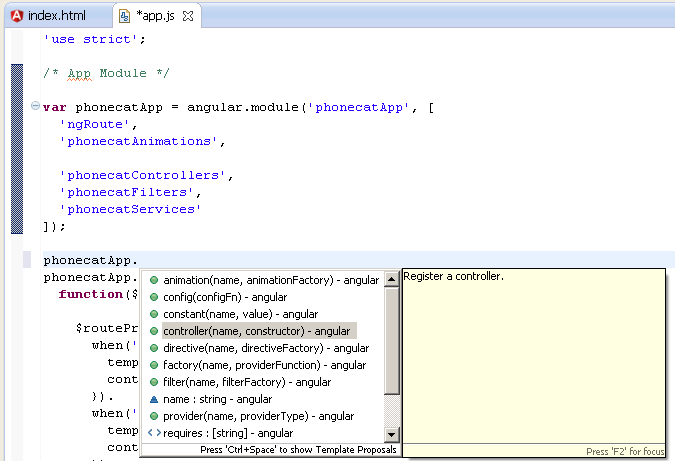 index.html
*app.js
'use strict';
/* App Module */
var phonecatApp = angular.module('phonecatApp', [
'ngRoute',
'phonecatAnimations',
'phonecatControllers',
'phonecatFilters',
'phonecatServices'
]);
phonecatApp.
phonecatApp.
function($
$routePr
when('
temp
cont
}).
when('
temp
cont
animation(name, animationFactory) - angular
config(configFn) - angular
constant(name, value) - angular
controller(name, constructor) - angular
directive(name, directiveFactory) - angular
factory(name, providerFunction) - angular
filter(name, filterFactory) - angular
name : string - angular
provider(name, providerType) - angular
requires : [string] - angular
Press 'Ctrl+Space' to show Template Proposals
Register a controller.
Press 'F2' for focus